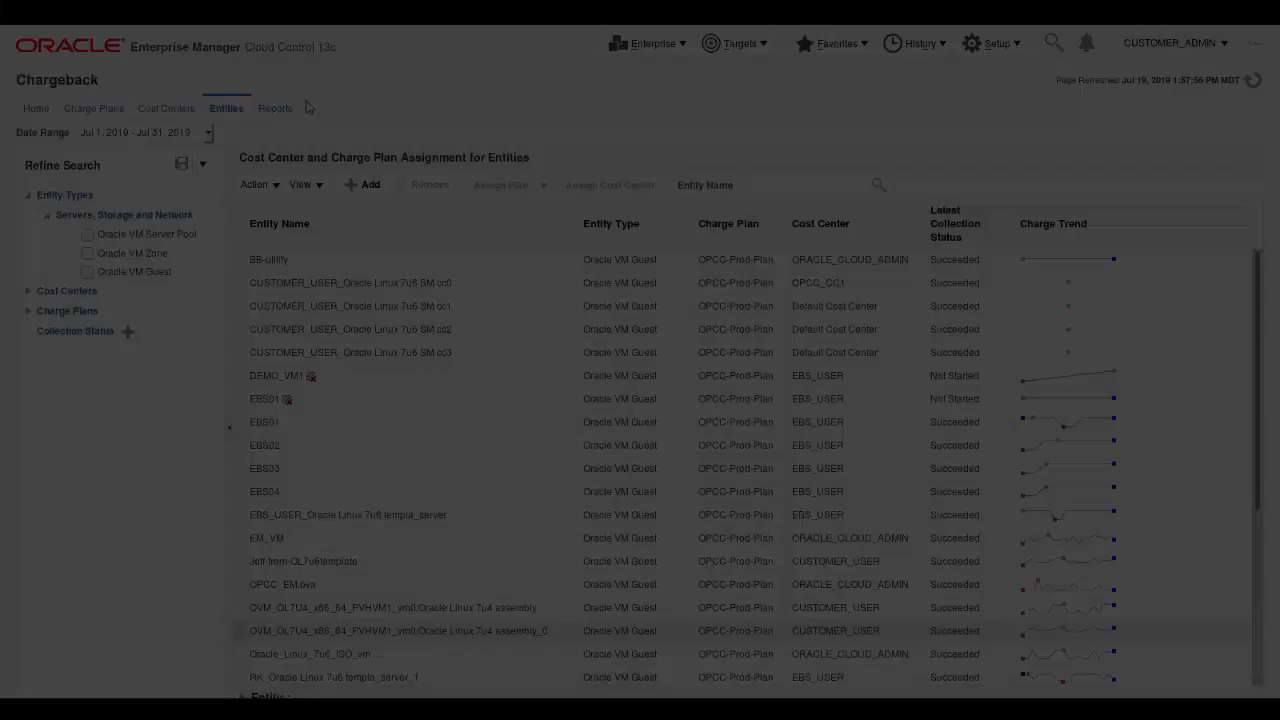 ORACLE Enterprise Manager Cloud Control 13c Enterprise Targets Favorites History Setup CUSTOMER_ADMIN
Chargeback
Page Refreshed Jul 19, 2019 1:57:56 PM MDT
Home Charge Plans Cost Centers Entities Reports
Date Range Jul 1, 2019 - Jul 31, 2019
Refine Search
Entity Types
Servers, Storage and Network
Oracle VM Server Pool
Oracle VM Zone
Oracle VM Guest
Cost Centers
Charge Plans
Collection Status
Cost Center and Charge Plan Assignment for Entities
Action View Add Remove Assign Plan Assign Cost Center Entity Name
Entity Name Entity Type Charge Plan Cost Center Latest Collection Status Charge Trend
BB-utility Oracle VM Guest OPCC-Prod-Plan ORACLE_CLOUD_ADMIN Succeeded
CUSTOMER_USER_Oracle Linux 7u6 SM cc0 Oracle VM Guest OPCC-Prod-Plan OPCC_CC1 Succeeded
CUSTOMER_USER_Oracle Linux 7u6 SM cc1 Oracle VM Guest OPCC-Prod-Plan Default Cost Center Succeeded
CUSTOMER_USER_Oracle Linux 7u6 SM cc2 Oracle VM Guest OPCC-Prod-Plan Default Cost Center Succeeded
CUSTOMER_USER_Oracle Linux 7u6 SM cc3 Oracle VM Guest OPCC-Prod-Plan Default Cost Center Succeeded
DEMO_VM1 Oracle VM Guest OPCC-Prod-Plan EBS_USER Not Started
EBS01 Oracle VM Guest OPCC-Prod-Plan EBS_USER Not Started
EBS01 Oracle VM Guest OPCC-Prod-Plan EBS_USER Succeeded
EBS02 Oracle VM Guest OPCC-Prod-Plan EBS_USER Succeeded
EBS03 Oracle VM Guest OPCC-Prod-Plan EBS_USER Succeeded
EBS04 Oracle VM Guest OPCC-Prod-Plan EBS_USER Succeeded
EBS_USER_Oracle Linux 7u6 templa_server Oracle VM Guest OPCC-Prod-Plan EBS_USER Succeeded
EM_VM Oracle VM Guest OPCC-Prod-Plan ORACLE_CLOUD_ADMIN Succeeded
Jeff-from-OL7u6template Oracle VM Guest OPCC-Prod-Plan CUSTOMER_USER Succeeded
OPCC_EM.ova Oracle VM Guest OPCC-Prod-Plan ORACLE_CLOUD_ADMIN Succeeded
OVM_OL7U4_x86_64_PVHVM1_vm0;Oracle Linux 7u4 assembly Oracle VM Guest OPCC-Prod-Plan CUSTOMER_USER Succeeded
OVM_OL7U4_x86_64_PVHVM1_vm0;Oracle Linux 7u4 assembly_0 Oracle VM Guest OPCC-Prod-Plan CUSTOMER_USER Succeeded
Oracle_Linux_7u6_ISO_vm Oracle VM Guest OPCC-Prod-Plan ORACLE_CLOUD_ADMIN Succeeded
RK_Oracle Linux 7u6 templa_server_1 Oracle VM Guest OPCC-Prod-Plan EBS_USER Succeeded
Entity :